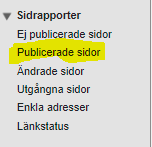 Sidrapporter
Ej publicerade sidor
Publicerade sidor
Ändrade sidor
Utgångna sidor
Enkla adresser
Länkstatus